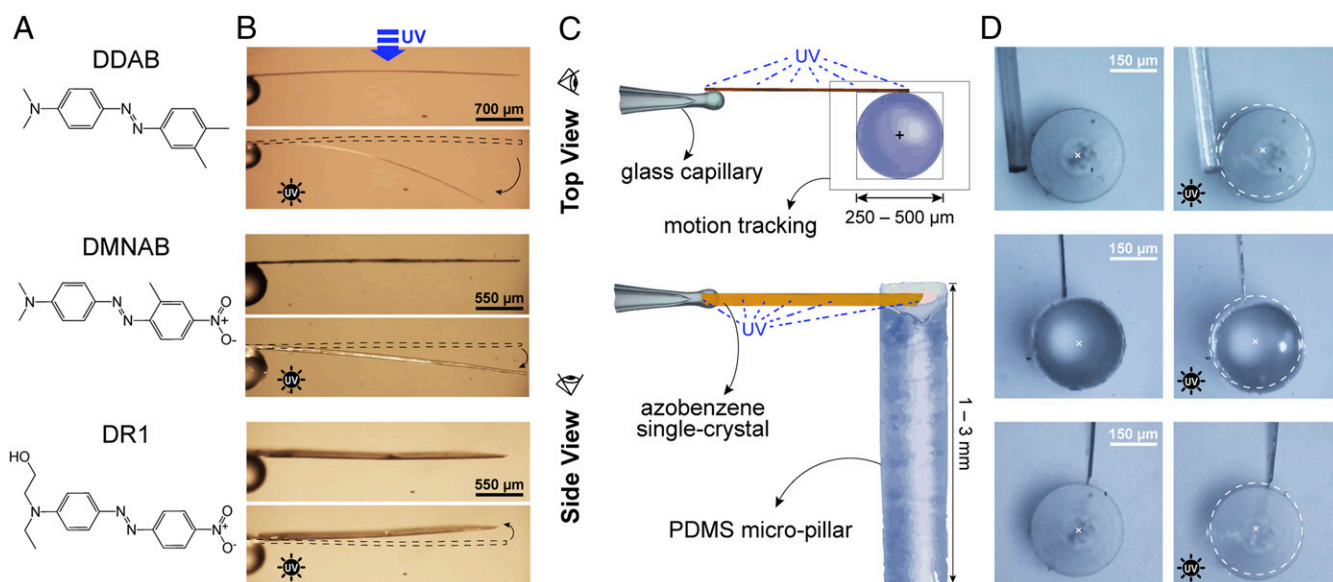 A
DDAB
N
N
N
DMNAB
N
N
N
N+
O
O-
DR1
HO
N
N
N
N+
O
O-
B
UV
700 µm
UV
550 µm
UV
550 µm
UV
C
Top View
UV
glass capillary
motion tracking
250 – 500 µm
Side View
UV
azobenzene
single-crystal
PDMS micro-pillar
1 – 3 mm
D
150 µm
UV
150 µm
UV
150 µm
UV